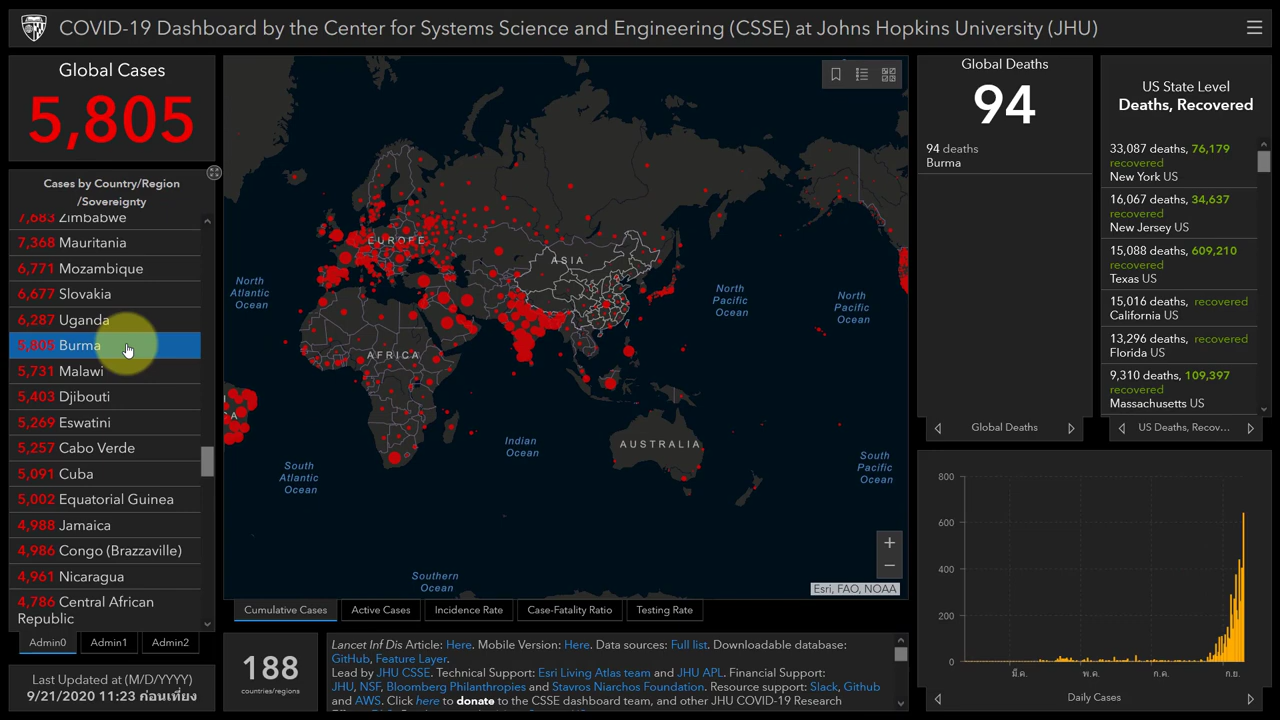 COVID-19 Dashboard by the Center for Systems Science and Engineering (CSSE) at Johns Hopkins University (JHU)
Global Cases
5,805
Cases by Country/Region
/Sovereignty
7,683 Zimbabwe
7,368 Mauritania
6,771 Mozambique
6,677 Slovakia
6,287 Uganda
5,805 Burma
5,731 Malawi
5,403 Djibouti
5,269 Eswatini
5,257 Cabo Verde
5,091 Cuba
5,002 Equatorial Guinea
4,988 Jamaica
4,986 Congo (Brazzaville)
4,961 Nicaragua
4,786 Central African
Republic
Admin0
Admin1
Admin2
Last Updated at (M/D/YYYY)
9/21/2020 11:23 ก่อนเที่ยง
EUROPE
ASIA
AFRICA
AUSTRALIA
North
Atlantic
Ocean
North
Pacific
Ocean
North
Pacific
Ocean
Indian
Ocean
South
Atlantic
Ocean
South
Pacific
Ocean
Southern
Ocean
Esri, FAO, NOAA
Cumulative Cases
Active Cases
Incidence Rate
Case-Fatality Ratio
Testing Rate
188
countries/regions
Lancet Inf Dis Article: Here. Mobile Version: Here. Data sources: Full list. Downloadable database:
GitHub, Feature Layer.
Lead by JHU CSSE. Technical Support: Esri Living Atlas team and JHU APL. Financial Support:
JHU, NSF, Bloomberg Philanthropies and Stavros Niarchos Foundation. Resource support: Slack, Github
and AWS. Click here to donate to the CSSE dashboard team, and other JHU COVID-19 Research
Global Deaths
94
94 deaths
Burma
Global Deaths
US State Level
Deaths, Recovered
33,087 deaths, 76,179
recovered
New York US
16,067 deaths, 34,637
recovered
New Jersey US
15,088 deaths, 609,210
recovered
Texas US
15,016 deaths, recovered
California US
13,296 deaths, recovered
Florida US
9,310 deaths, 109,397
recovered
Massachusetts US
US Deaths, Recov...
800
600
400
200
0
มี.ค.
พ.ค.
ก.ค.
ก.ย.
Daily Cases